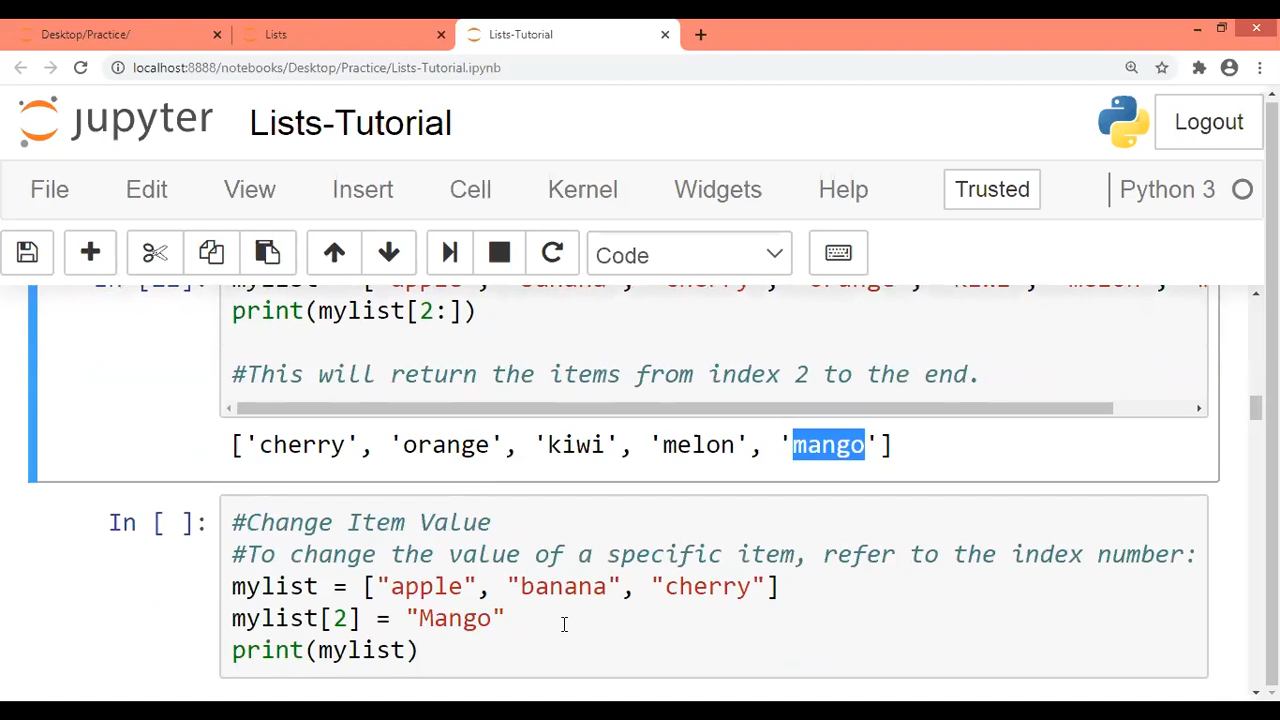 Desktop/Practice/
Lists
Lists-Tutorial
localhost:8888/notebooks/Desktop/Practice/Lists-Tutorial.ipynb
jupyter Lists-Tutorial
Logout
File Edit View Insert Cell Kernel Widgets Help
Trusted
Python 3
Code
print(mylist[2:])
#This will return the items from index 2 to the end.
['cherry', 'orange', 'kiwi', 'melon', 'mango']
In [ ]:
#Change Item Value
#To change the value of a specific item, refer to the index number:
mylist = ["apple", "banana", "cherry"]
mylist[2] = "Mango"
print(mylist)